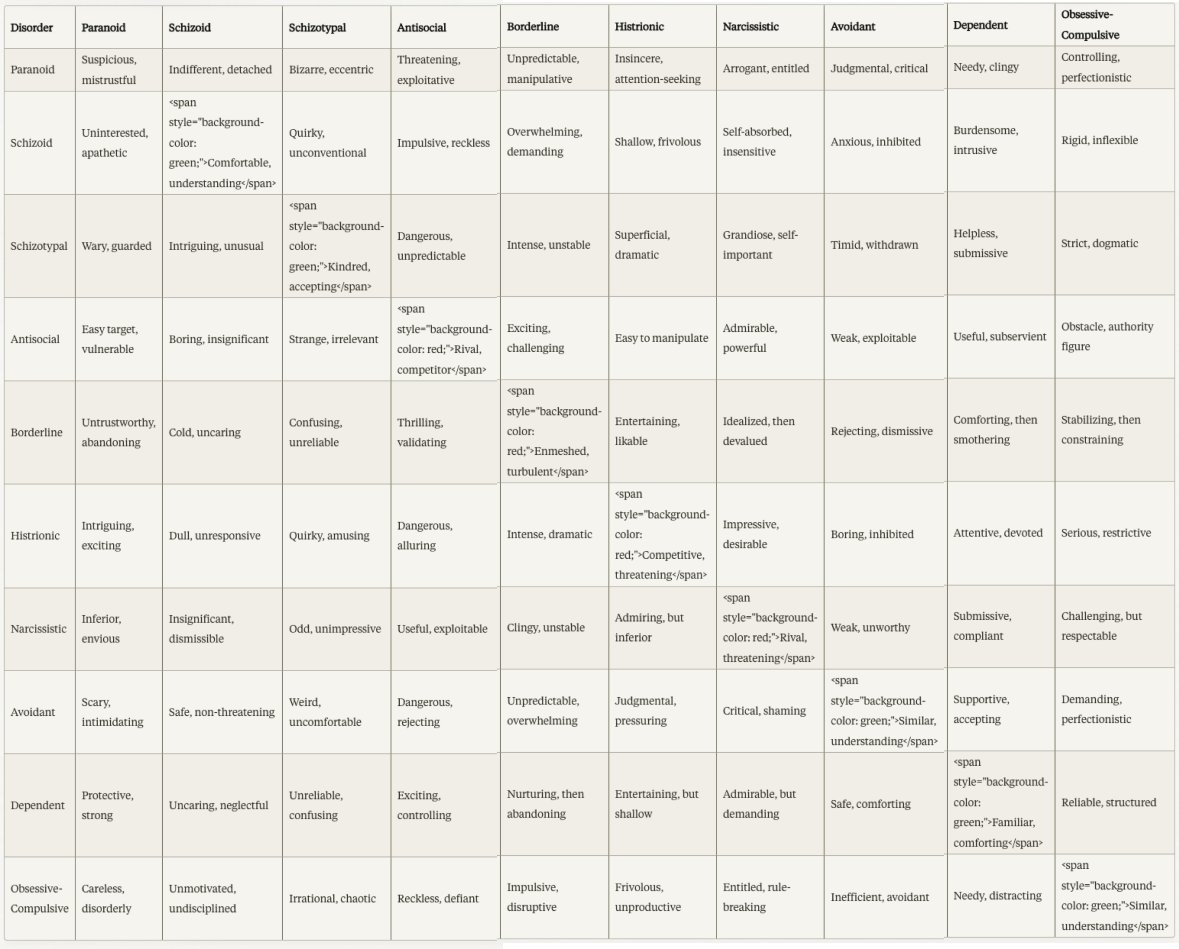 Disorder Paranoid Schizoid Schizotypal Antisocial Borderline Histrionic Narcissistic Avoidant Dependent Obsessive-
Compulsive
Paranoid Suspicious, Indifferent, detached Bizarre, eccentric Threatening, Unpredictable, Insincere, Arrogant, entitled Judgmental, critical Needy, clingy Controlling,
mistrustful exploitative manipulative attention-seeking perfectionistic
Schizoid Uninterested, <span Quirky, Impulsive, reckless Overwhelming, Shallow, frivolous Self-absorbed, Anxious, inhibited Burdensome, Rigid, inflexible
apathetic style="background- unconventional demanding insensitive intrusive
color:
green;">Comfortable,
understanding</span>
Schizotypal Wary, guarded Intriguing, unusual <span Dangerous, Intense, unstable Superficial, Grandiose, self- Timid, withdrawn Helpless, Strict, dogmatic
style="background- unpredictable dramatic important submissive
color:
green;">Kindred,
accepting</span>
Antisocial Easy target, Boring, insignificant Strange, irrelevant <span Exciting, Easy to manipulate Admirable, Weak, exploitable Useful, subservient Obstacle, authority
vulnerable style="background- challenging powerful figure
color: red;">Rival,
competitor</span>
Borderline Untrustworthy, Cold, uncaring Confusing, Thrilling, <span Entertaining, Idealized, then Rejecting, dismissive Comforting, then Stabilizing, then
abandoning unreliable validating style="background- likable devalued smothering constraining
color:
red;">Enmeshed,
turbulent</span>
Histrionic Intriguing, Dull, unresponsive Quirky, amusing Dangerous, Intense, dramatic <span Impressive, Boring, inhibited Attentive, devoted Serious, restrictive
exciting alluring style="background- desirable
color:
red;">Competitive,
threatening</span>
Narcissistic Inferior, Insignificant, Odd, unimpressive Useful, exploitable Clingy, unstable Admiring, but <span Weak, unworthy Submissive, Challenging, but
envious dismissible inferior style="background- compliant respectable
color: red;">Rival,
threatening</span>
Avoidant Scary, Safe, non-threatening Weird, Dangerous, Unpredictable, Judgmental, Critical, shaming <span Supportive, Demanding,
intimidating uncomfortable rejecting overwhelming pressuring style="background- accepting perfectionistic
color: green;">Similar,
understanding</span>
Dependent Protective, Uncaring, neglectful Unreliable, Exciting, Nurturing, then Entertaining, but Admirable, but Safe, comforting <span Reliable, structured
strong confusing controlling abandoning shallow demanding style="background-
color:
green;">Familiar,
comforting</span>
Obsessive- Careless, Unmotivated, Irrational, chaotic Reckless, defiant Impulsive, Frivolous, Entitled, rule- Inefficient, avoidant Needy, distracting <span
Compulsive disorderly undisciplined disruptive unproductive breaking style="background-
color: green;">Similar,
understanding</span>